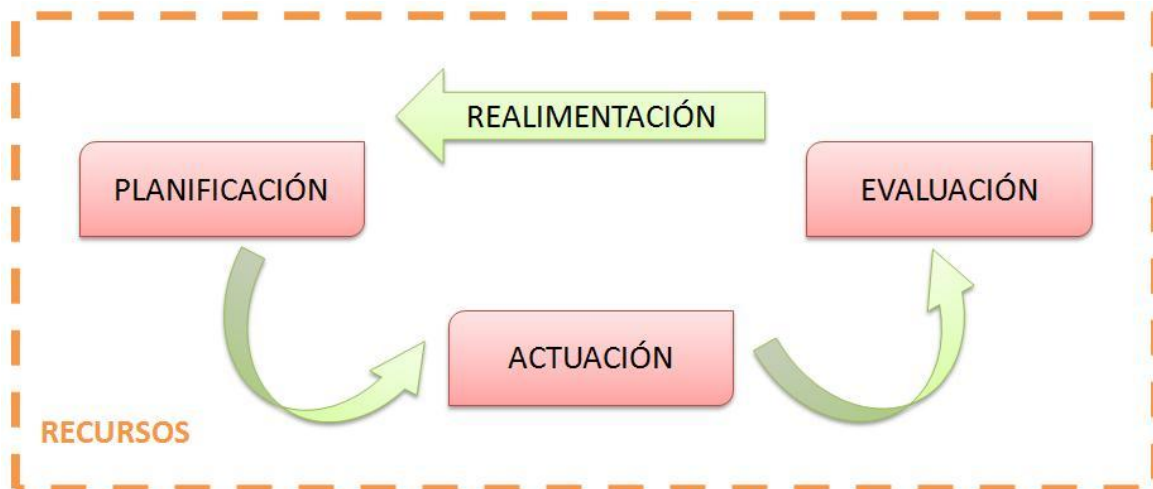 REALIMENTACIÓN
PLANIFICACIÓN
EVALUACIÓN
ACTUACIÓN
RECURSOS